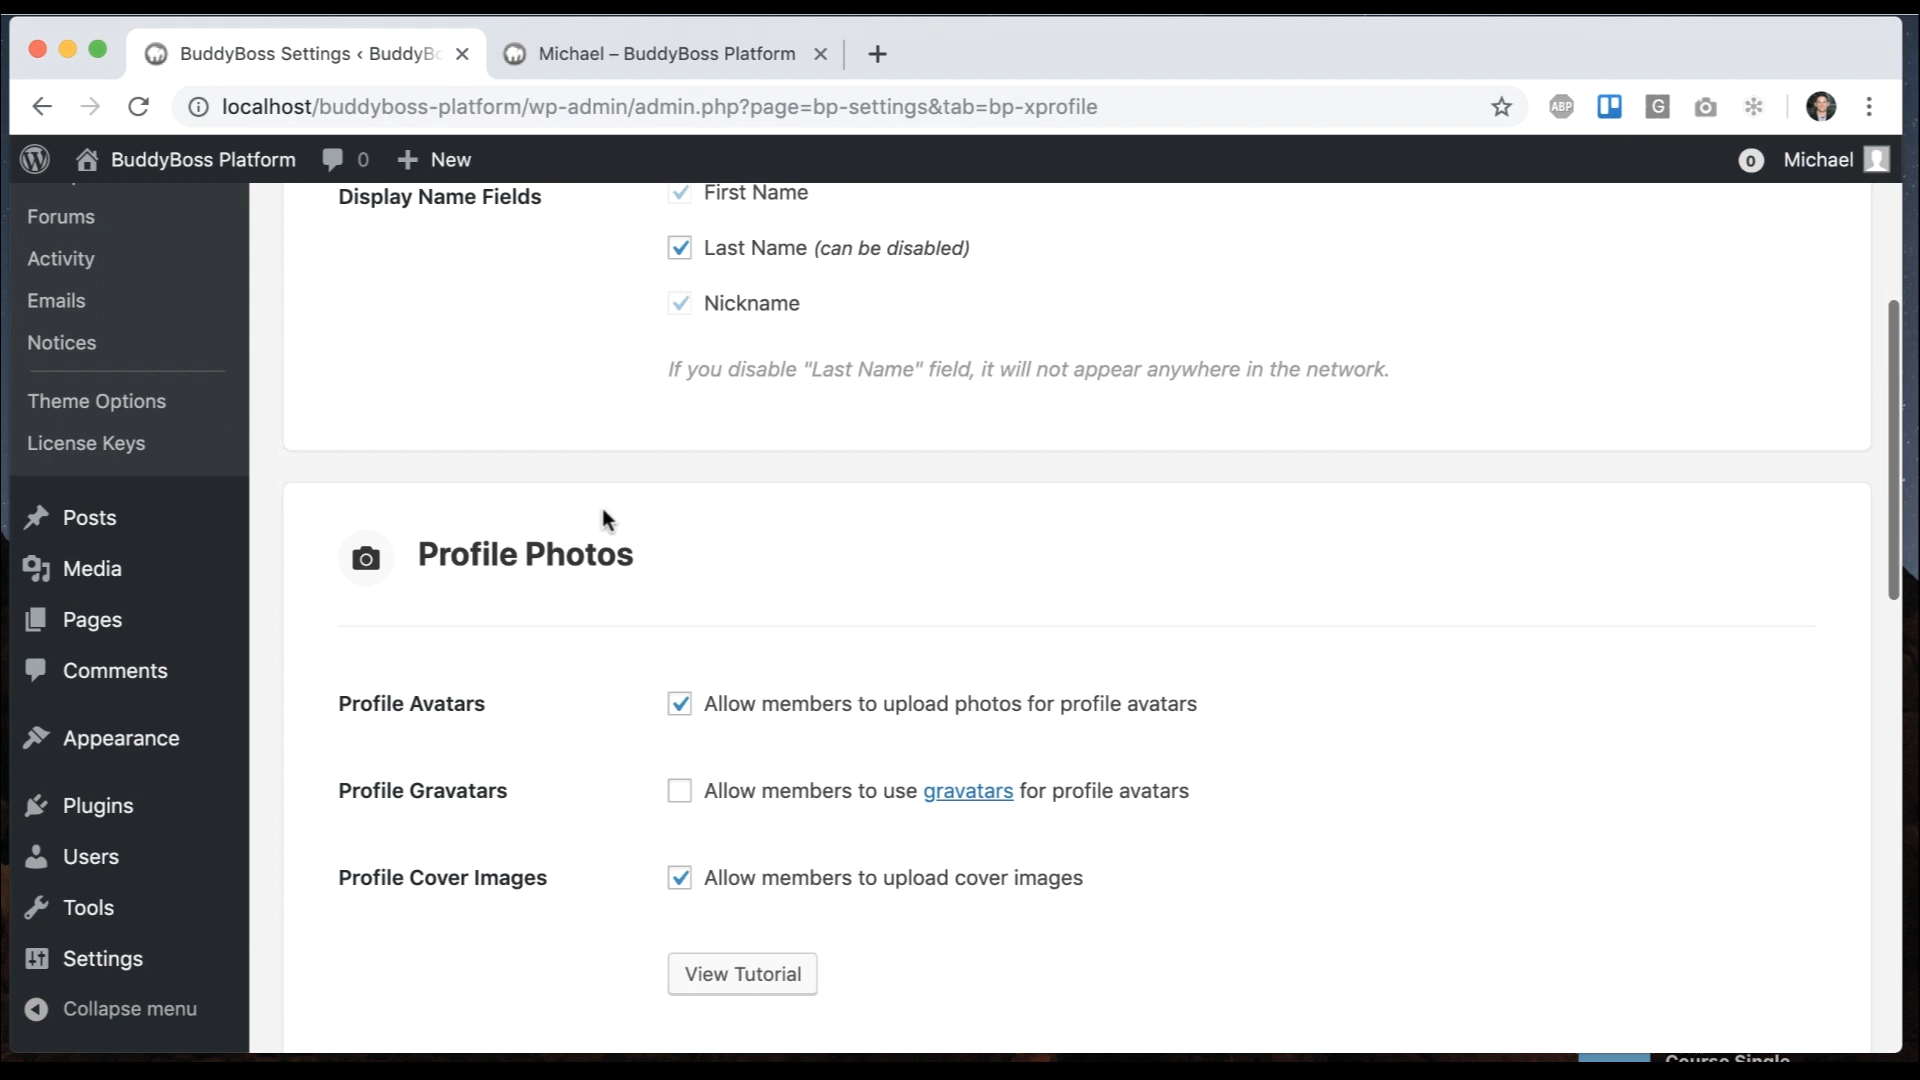 BuddyBoss Settings ‹ BuddyBo
Michael – BuddyBoss Platform
localhost/buddyboss-platform/wp-admin/admin.php?page=bp-settings&tab=bp-xprofile
ABP
G
BuddyBoss Platform
0
New
0
Michael
Forums
Activity
Emails
Notices
Theme Options
License Keys
Posts
Media
Pages
Comments
Appearance
Plugins
Users
Tools
Settings
Collapse menu
Display Name Fields
First Name
Last Name (can be disabled)
Nickname
If you disable "Last Name" field, it will not appear anywhere in the network.
Profile Photos
Profile Avatars
Allow members to upload photos for profile avatars
Profile Gravatars
Allow members to use gravatars for profile avatars
Profile Cover Images
Allow members to upload cover images
View Tutorial
Course Single